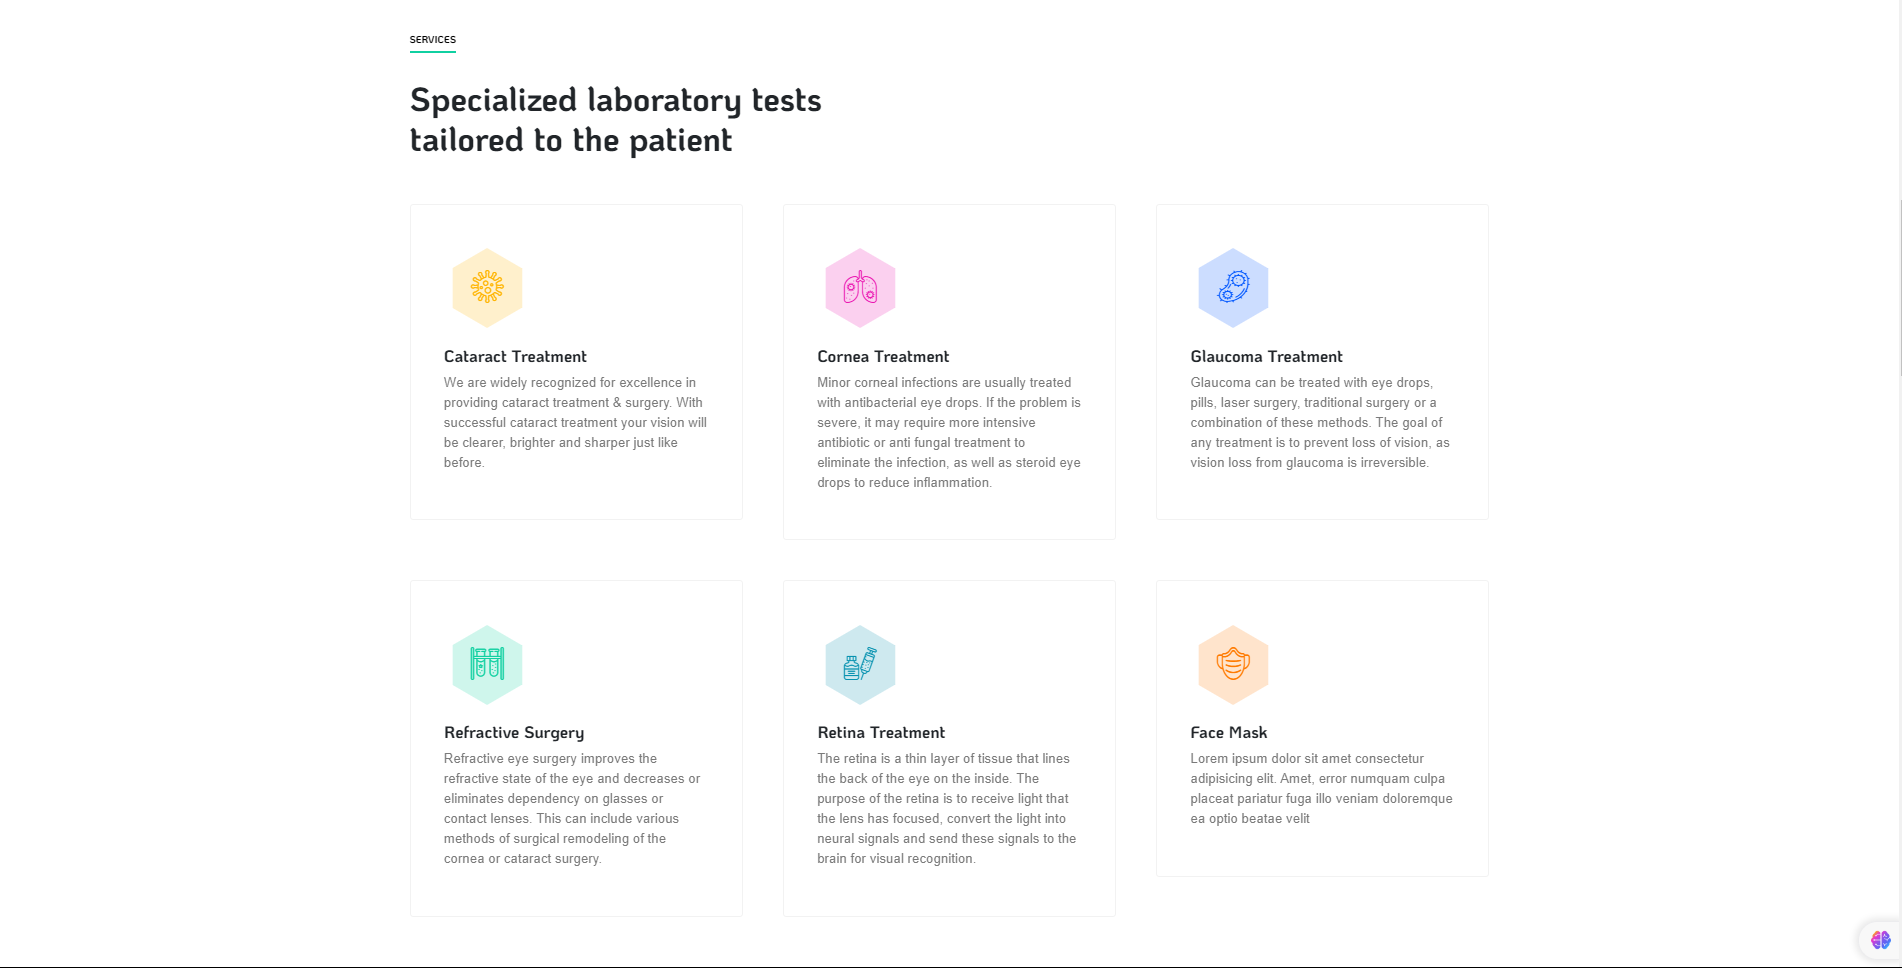 SERVICES
Specialized laboratory tests
tailored to the patient
Cataract Treatment
We are widely recognized for excellence in
providing cataract treatment & surgery. With
successful cataract treatment your vision will
be clearer, brighter and sharper just like
before.
Cornea Treatment
Minor corneal infections are usually treated
with antibacterial eye drops. If the problem is
severe, it may require more intensive
antibiotic or anti fungal treatment to
eliminate the infection, as well as steroid eye
drops to reduce inflammation.
Glaucoma Treatment
Glaucoma can be treated with eye drops,
pills, laser surgery, traditional surgery or a
combination of these methods. The goal of
any treatment is to prevent loss of vision, as
vision loss from glaucoma is irreversible.
Refractive Surgery
Refractive eye surgery improves the
refractive state of the eye and decreases or
eliminates dependency on glasses or
contact lenses. This can include various
methods of surgical remodeling of the
cornea or cataract surgery.
Retina Treatment
The retina is a thin layer of tissue that lines
the back of the eye on the inside. The
purpose of the retina is to receive light that
the lens has focused, convert the light into
neural signals and send these signals to the
brain for visual recognition.
Face Mask
Lorem ipsum dolor sit amet consectetur
adipisicing elit. Amet, error numquam culpa
placeat pariatur fuga illo veniam doloremque
ea optio beatae velit